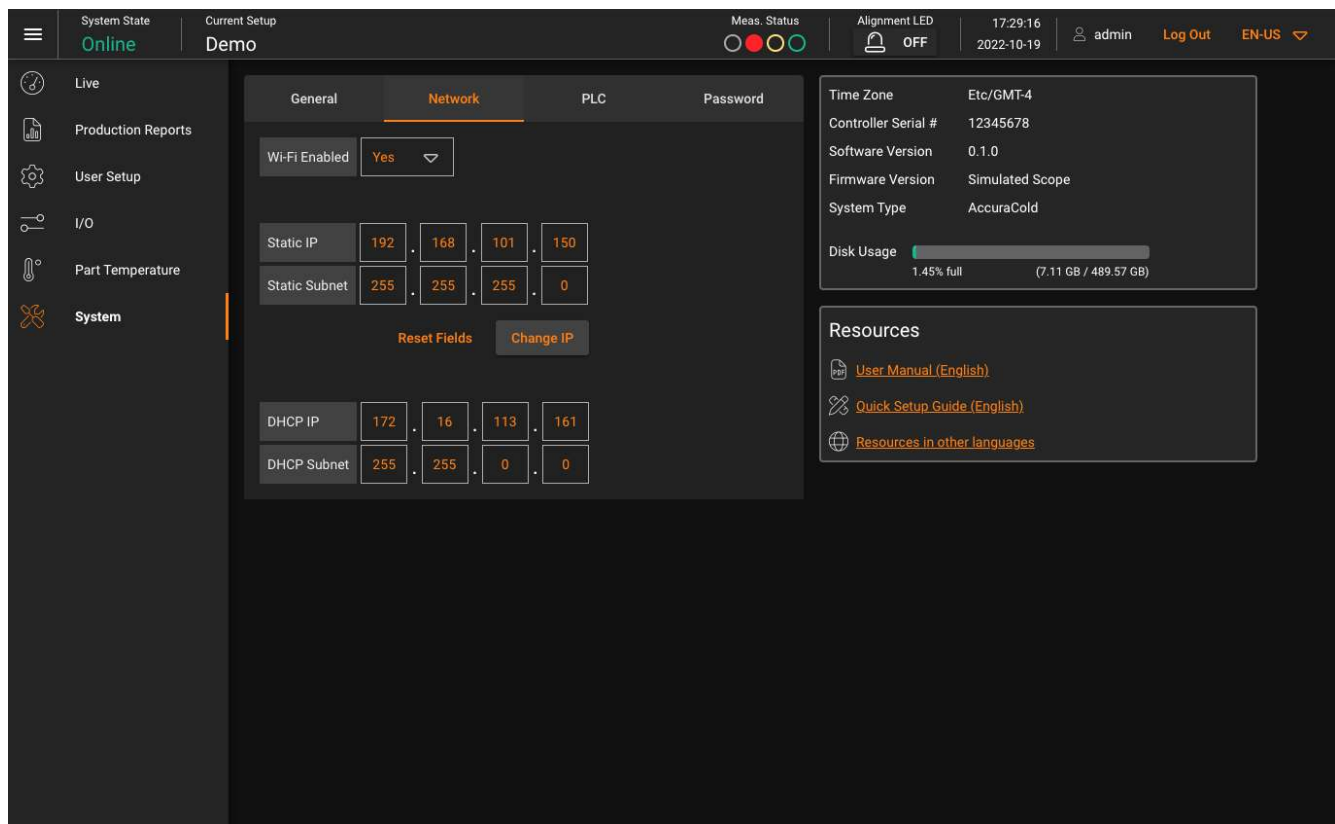 System State
Online
Current Setup
Demo
Meas. Status
Alignment LED
OFF
17:29:16
2022-10-19
admin
Log Out
EN-US
Live
Production Reports
User Setup
I/O
Part Temperature
System
General
Network
PLC
Password
Wi-Fi Enabled
Yes
Static IP 192 . 168 . 101 . 150
Static Subnet 255 . 255 . 255 . 0
Reset Fields
Change IP
DHCP IP 172 . 16 . 113 . 161
DHCP Subnet 255 . 255 . 0 . 0
Time Zone Etc/GMT-4
Controller Serial # 12345678
Software Version 0.1.0
Firmware Version Simulated Scope
System Type AccuraCold
Disk Usage
1.45% full (7.11 GB / 489.57 GB)
Resources
PDF User Manual (English)
Quick Setup Guide (English)
Resources in other languages